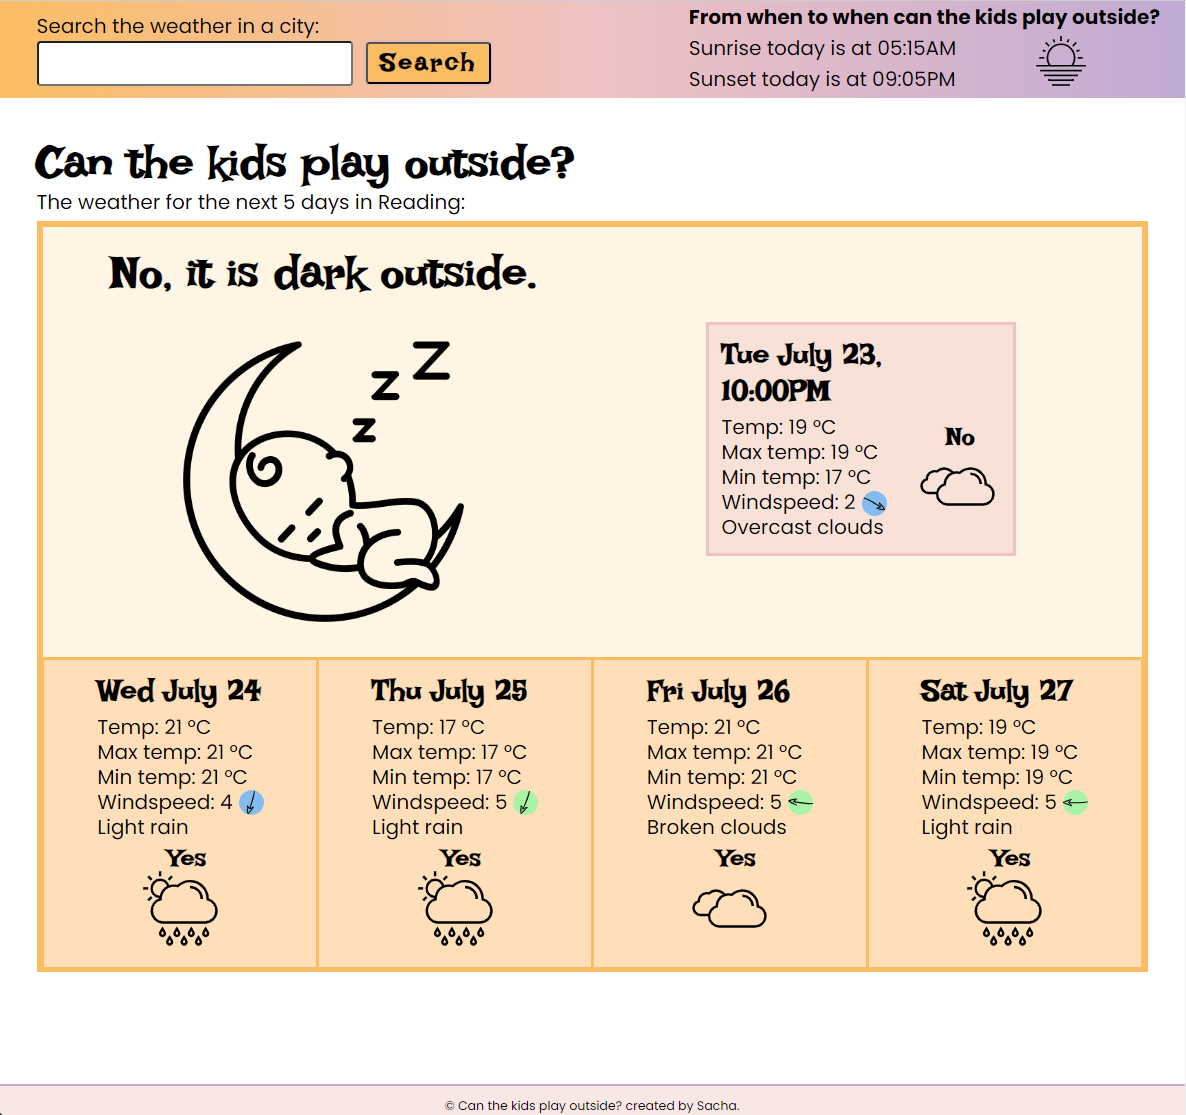 Search the weather in a city:
Search
From when to when can the kids play outside?
Sunrise today is at 05:15AM
Sunset today is at 09:05PM
Can the kids play outside?
The weather for the next 5 days in Reading:
No, it is dark outside.
z z z
Tue July 23,
10:00PM
Temp: 19 °C
Max temp: 19 °C
Min temp: 17 °C
Windspeed: 2
Overcast clouds
No
Wed July 24
Temp: 21 °C
Max temp: 21 °C
Min temp: 21 °C
Windspeed: 4
Light rain
Yes
Thu July 25
Temp: 17 °C
Max temp: 17 °C
Min temp: 17 °C
Windspeed: 5
Light rain
Yes
Fri July 26
Temp: 21 °C
Max temp: 21 °C
Min temp: 21 °C
Windspeed: 5
Broken clouds
Yes
Sat July 27
Temp: 19 °C
Max temp: 19 °C
Min temp: 19 °C
Windspeed: 5
Light rain
Yes
© Can the kids play outside? created by Sacha.